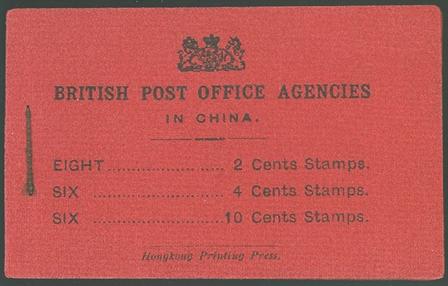 BRITISH POST OFFICE AGENCIES
IN CHINA.
EIGHT ........................ 2 Cents Stamps.
SIX ........................... 4 Cents Stamps.
SIX ...........................10 Cents Stamps.
Hongkong Printing Press.